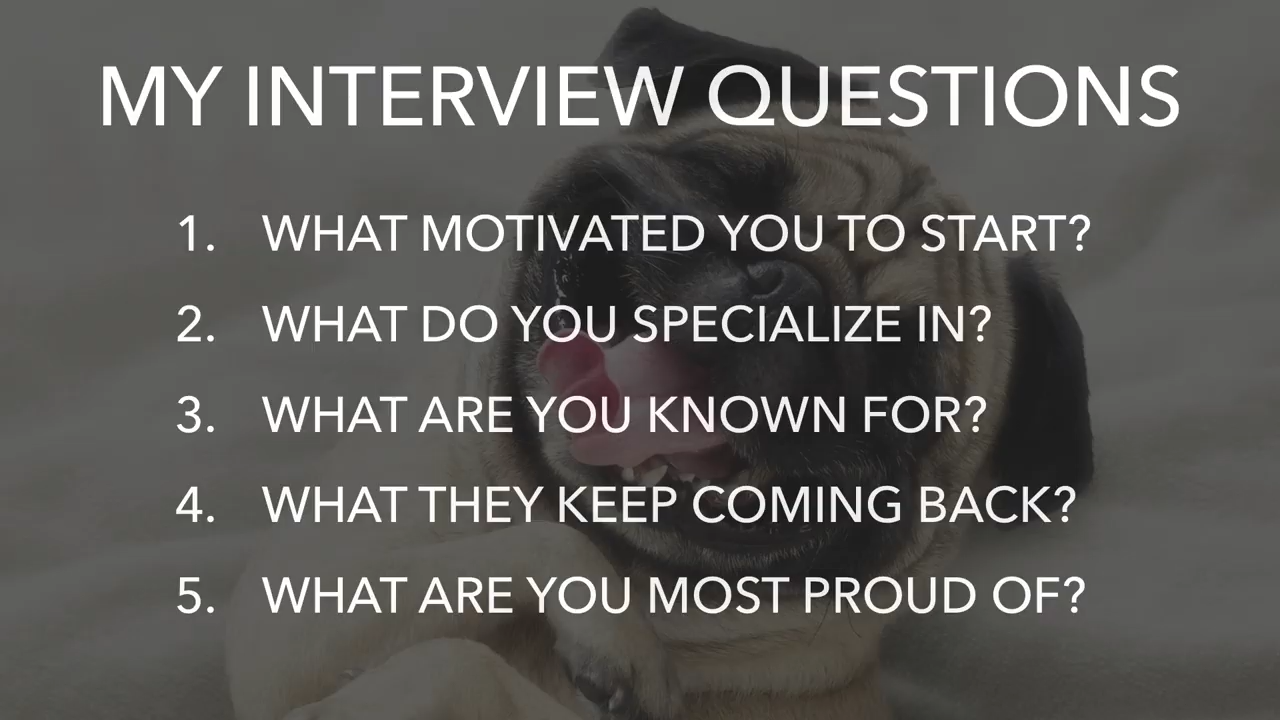 MY INTERVIEW QUESTIONS
1. WHAT MOTIVATED YOU TO START?
2. WHAT DO YOU SPECIALIZE IN?
3. WHAT ARE YOU KNOWN FOR?
4. WHAT THEY KEEP COMING BACK?
5. WHAT ARE YOU MOST PROUD OF?